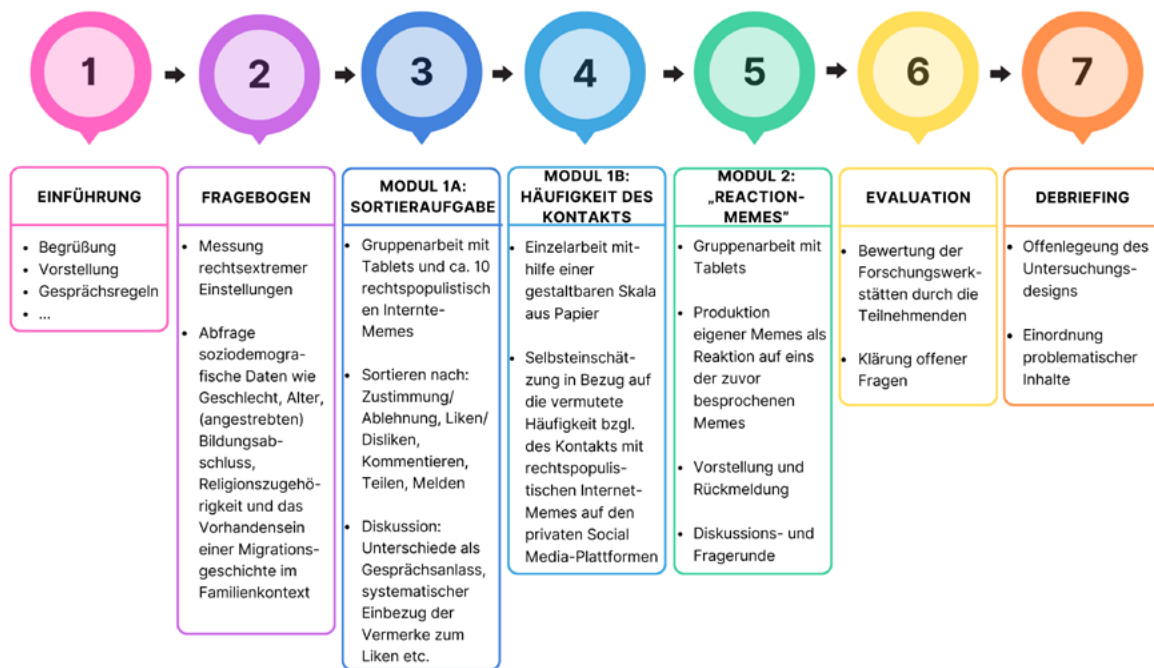 1
2
3
4
5
6
7
EINFÜHRUNG
• Begrüßung
• Vorstellung
• Gesprächsregeln
• ...
FRAGEBOGEN
• Messung
rechtsextremer
Einstellungen
• Abfrage
soziodemogra-
fische Daten wie
Geschlecht, Alter,
(angestrebten)
Bildungsab-
schluss,
Religionszugehö-
rigkeit und das
Vorhandensein
einer Migrations-
geschichte im
Familienkontext
MODUL 1A:
SORTIERAUFGABE
• Gruppenarbeit mit
Tablets und ca. 10
rechtspopulistisch
en Internte-
Memes
• Sortieren nach:
Zustimmung/
Ablehnung, Liken/
Disliken,
Kommentieren,
Teilen, Melden
• Diskussion:
Unterschiede als
Gesprächsanlass,
systematischer
Einbezug der
Vermerke zum
Liken etc.
MODUL 1B:
HÄUFIGKEIT DES
KONTAKTS
• Einzelarbeit mit-
hilfe einer
gestaltbaren Skala
aus Papier
• Selbsteinschät-
zung in Bezug auf
die vermutete
Häufigkeit bzgl.
des Kontakts mit
rechtspopulis-
tischen Internet-
Memes auf den
privaten Social
Media-Plattformen
MODUL 2:
„REACTION-
MEMES"
• Gruppenarbeit mit
Tablets
• Produktion
eigener Memes als
Reaktion auf eins
der zuvor
besprochenen
Memes
• Vorstellung und
Rückmeldung
• Diskussions- und
Fragerunde
EVALUATION
• Bewertung der
Forschungswerk-
stätten durch die
Teilnehmenden
• Klärung offener
Fragen
DEBRIEFING
• Offenlegeung des
Untersuchungs-
designs
• Einordnung
problematischer
Inhalte